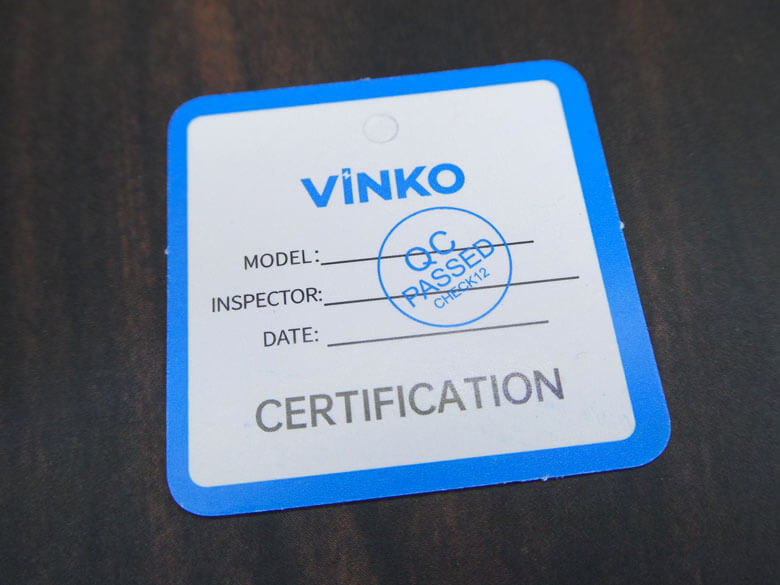 VINKO
MODEL:
QC
PASSED
CHECK12
INSPECTOR:
DATE:
CERTIFICATION